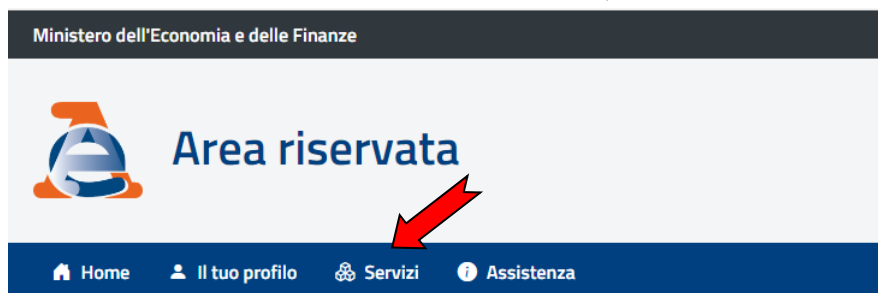 Ministero dell'Economia e delle Finanze
Area riservata
Home Il tuo profilo Servizi Assistenza